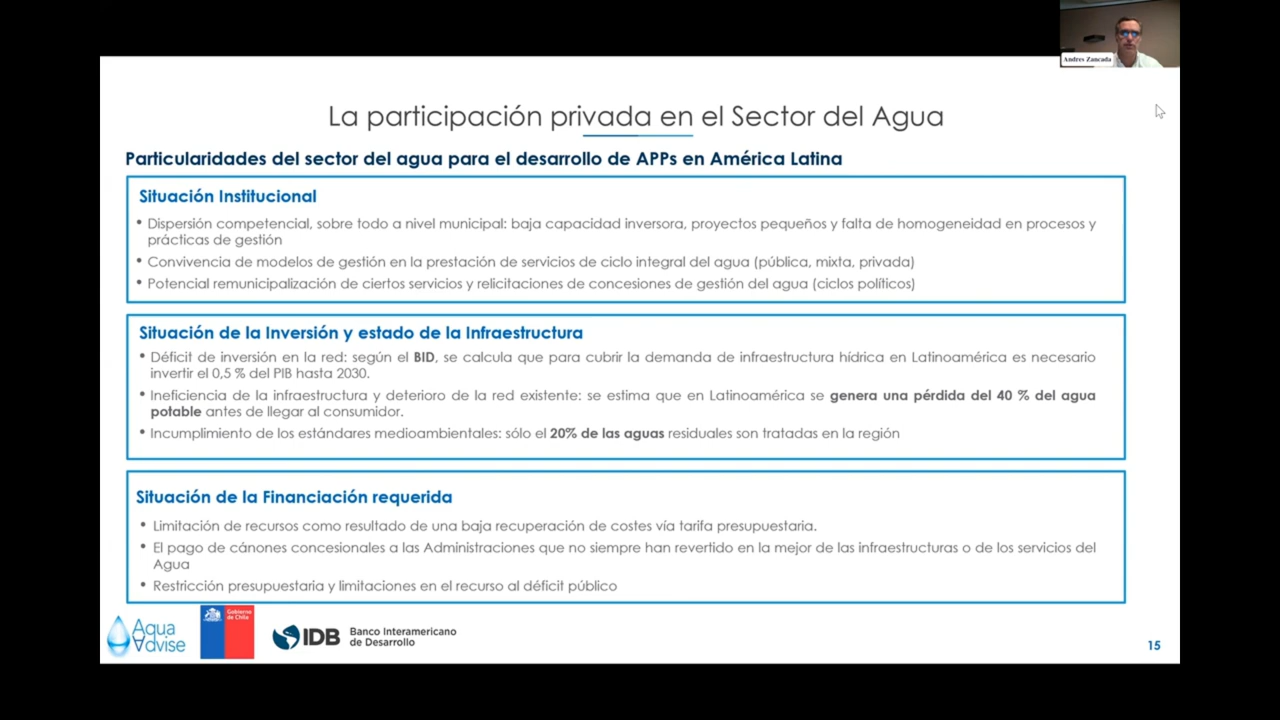 Andres Zancada
La participación privada en el Sector del Agua
Particularidades del sector del agua para el desarrollo de APPs en América Latina
Situación Institucional
• Dispersión competencial, sobre todo a nivel municipal: baja capacidad inversora, proyectos pequeños y falta de homogeneidad en procesos y
prácticas de gestión
• Convivencia de modelos de gestión en la prestación de servicios de ciclo integral del agua (pública, mixta, privada)
• Potencial remunicipalización de ciertos servicios y relicitaciones de concesiones de gestión del agua (ciclos políticos)
Situación de la Inversión y estado de la Infraestructura
• Déficit de inversión en la red: según el BID, se calcula que para cubrir la demanda de infraestructura hídrica en Latinoamérica es necesario
invertir el 0,5 % del PIB hasta 2030.
• Ineficiencia de la infraestructura y deterioro de la red existente: se estima que en Latinoamérica se genera una pérdida del 40 % del agua
potable antes de llegar al consumidor.
• Incumplimiento de los estándares medioambientales: sólo el 20% de las aguas residuales son tratadas en la región
Situación de la Financiación requerida
• Limitación de recursos como resultado de una baja recuperación de costes vía tarifa presupuestaria.
• El pago de cánones concesionales a las Administraciones que no siempre han revertido en la mejor de las infraestructuras o de los servicios del
Agua
• Restricción presupuestaria y limitaciones en el recurso al déficit público
Aqua
Advise
Gobierno
de Chile
IDB
Banco Interamericano
de Desarrollo
15